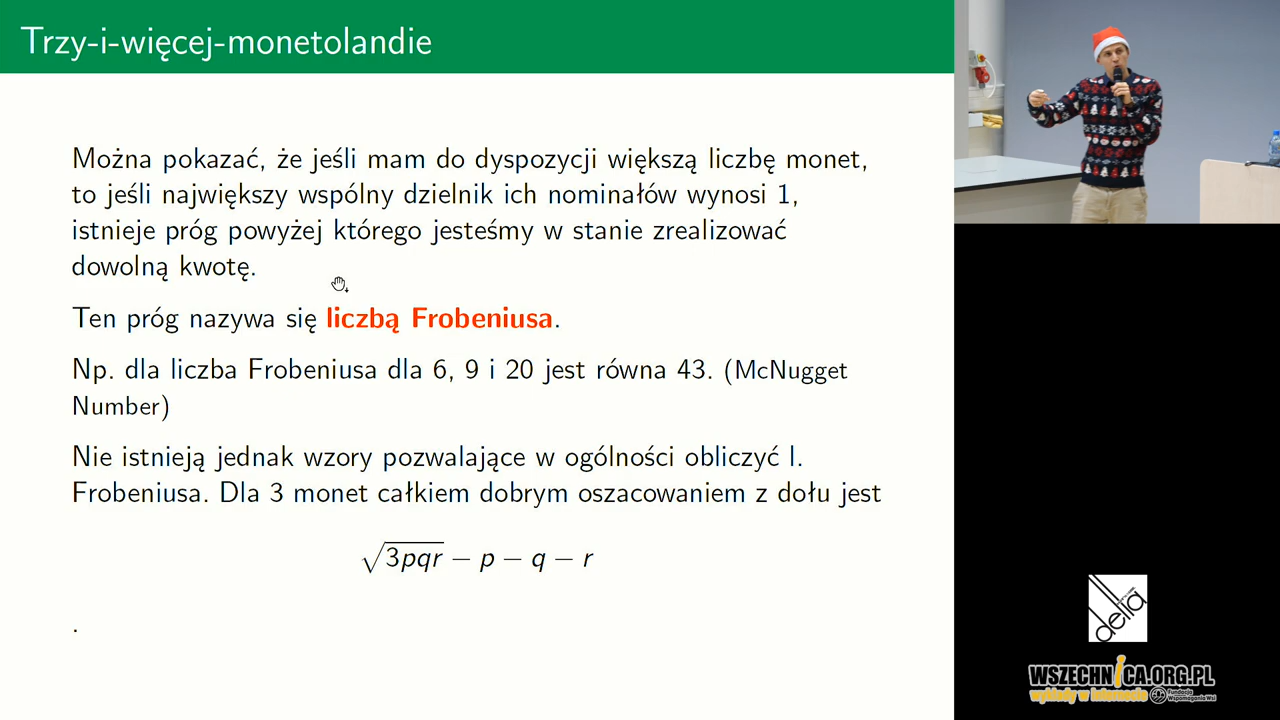 Trzy-i-więcej-monetolandie
Można pokazać, że jeśli mam do dyspozycji większą liczbę monet,
to jeśli największy wspólny dzielnik ich nominałów wynosi 1,
istnieje próg powyżej którego jesteśmy w stanie zrealizować
dowolną kwotę.
Ten próg nazywa się liczbą Frobeniusa.
Np. dla liczba Frobeniusa dla 6, 9 i 20 jest równa 43. (McNugget
Number)
Nie istnieją jednak wzory pozwalające w ogólności obliczyć l.
Frobeniusa. Dla 3 monet całkiem dobrym oszacowaniem z dołu jest
√3pqr − p − q − r
.
delta
WSZECHNICA.ORG.PL
wykłady w internecie
Fundacja
Wspomagania Wsi